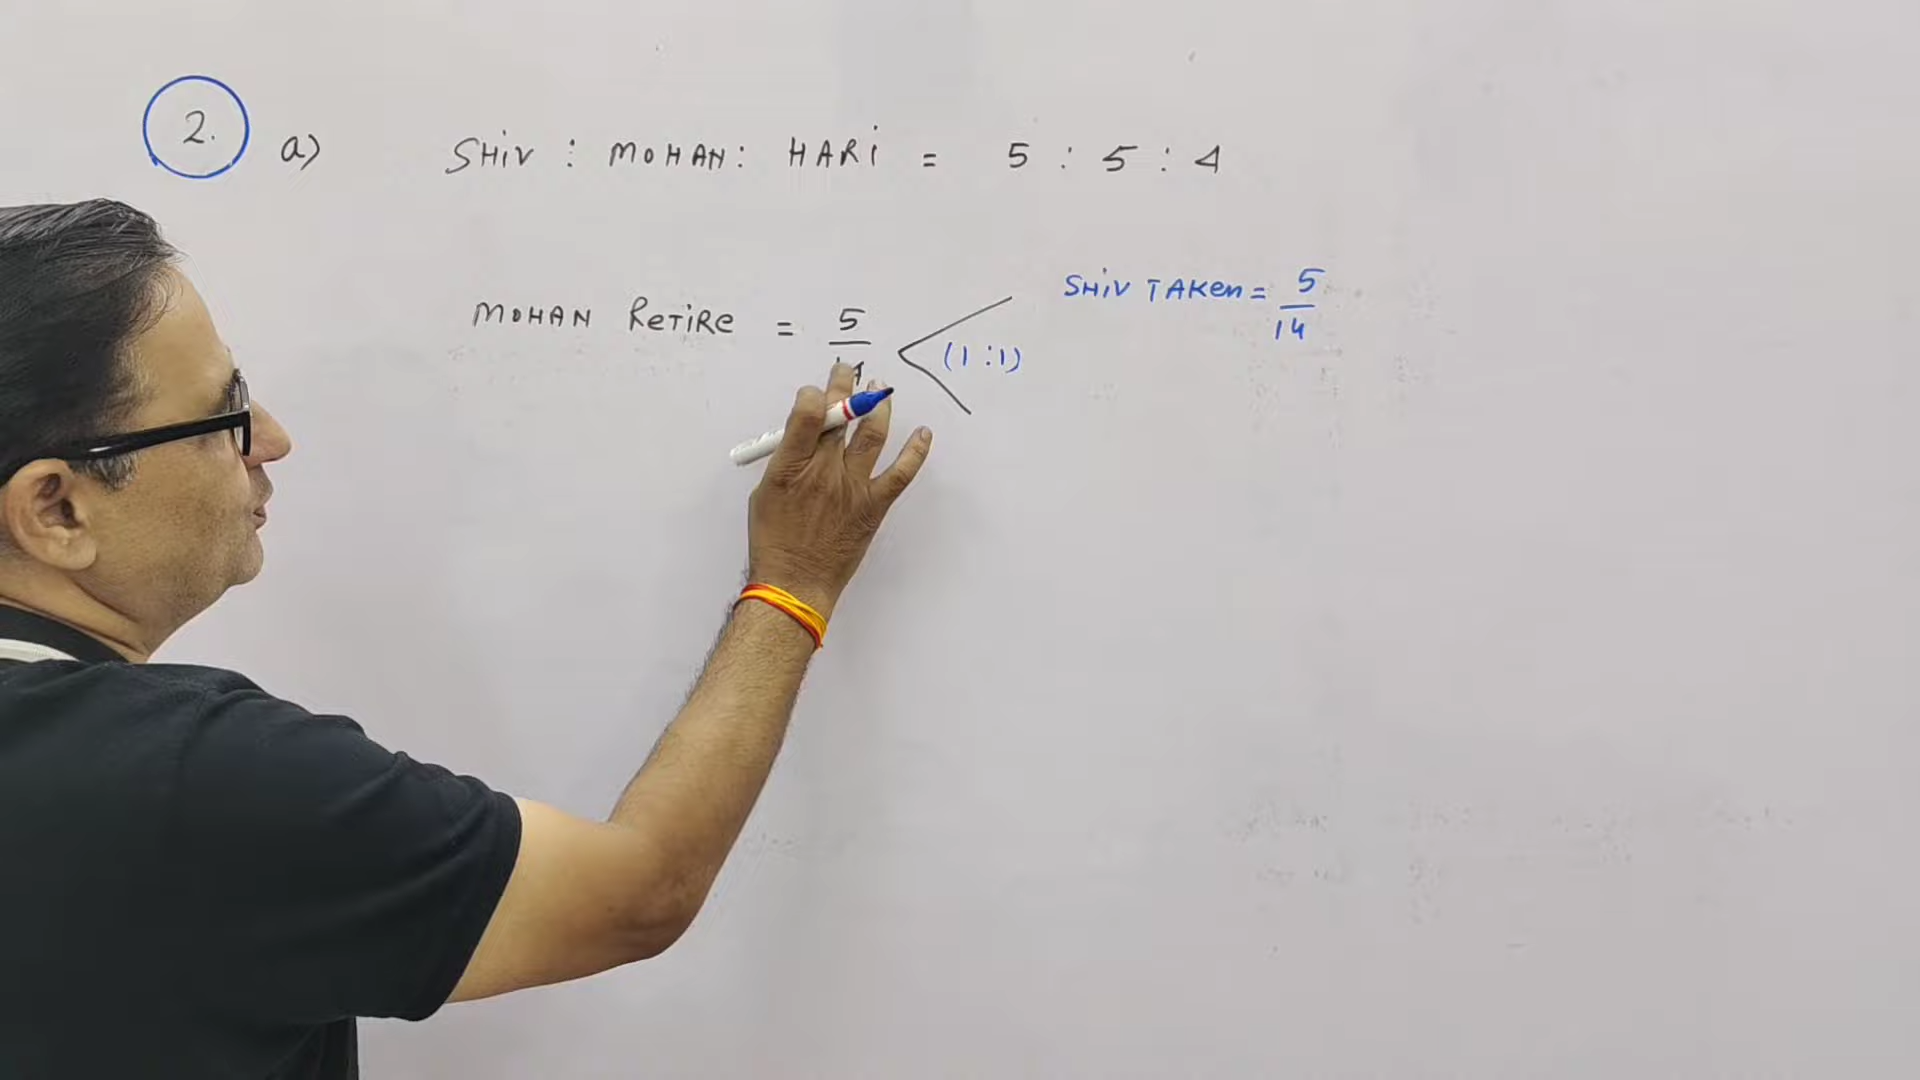 2. a) SHIV : MOHAN : HARI = 5 : 5 : 4
SHIV TAKEN = 5/14
MOHAN RETIRE = 5/14 (1 : 1)